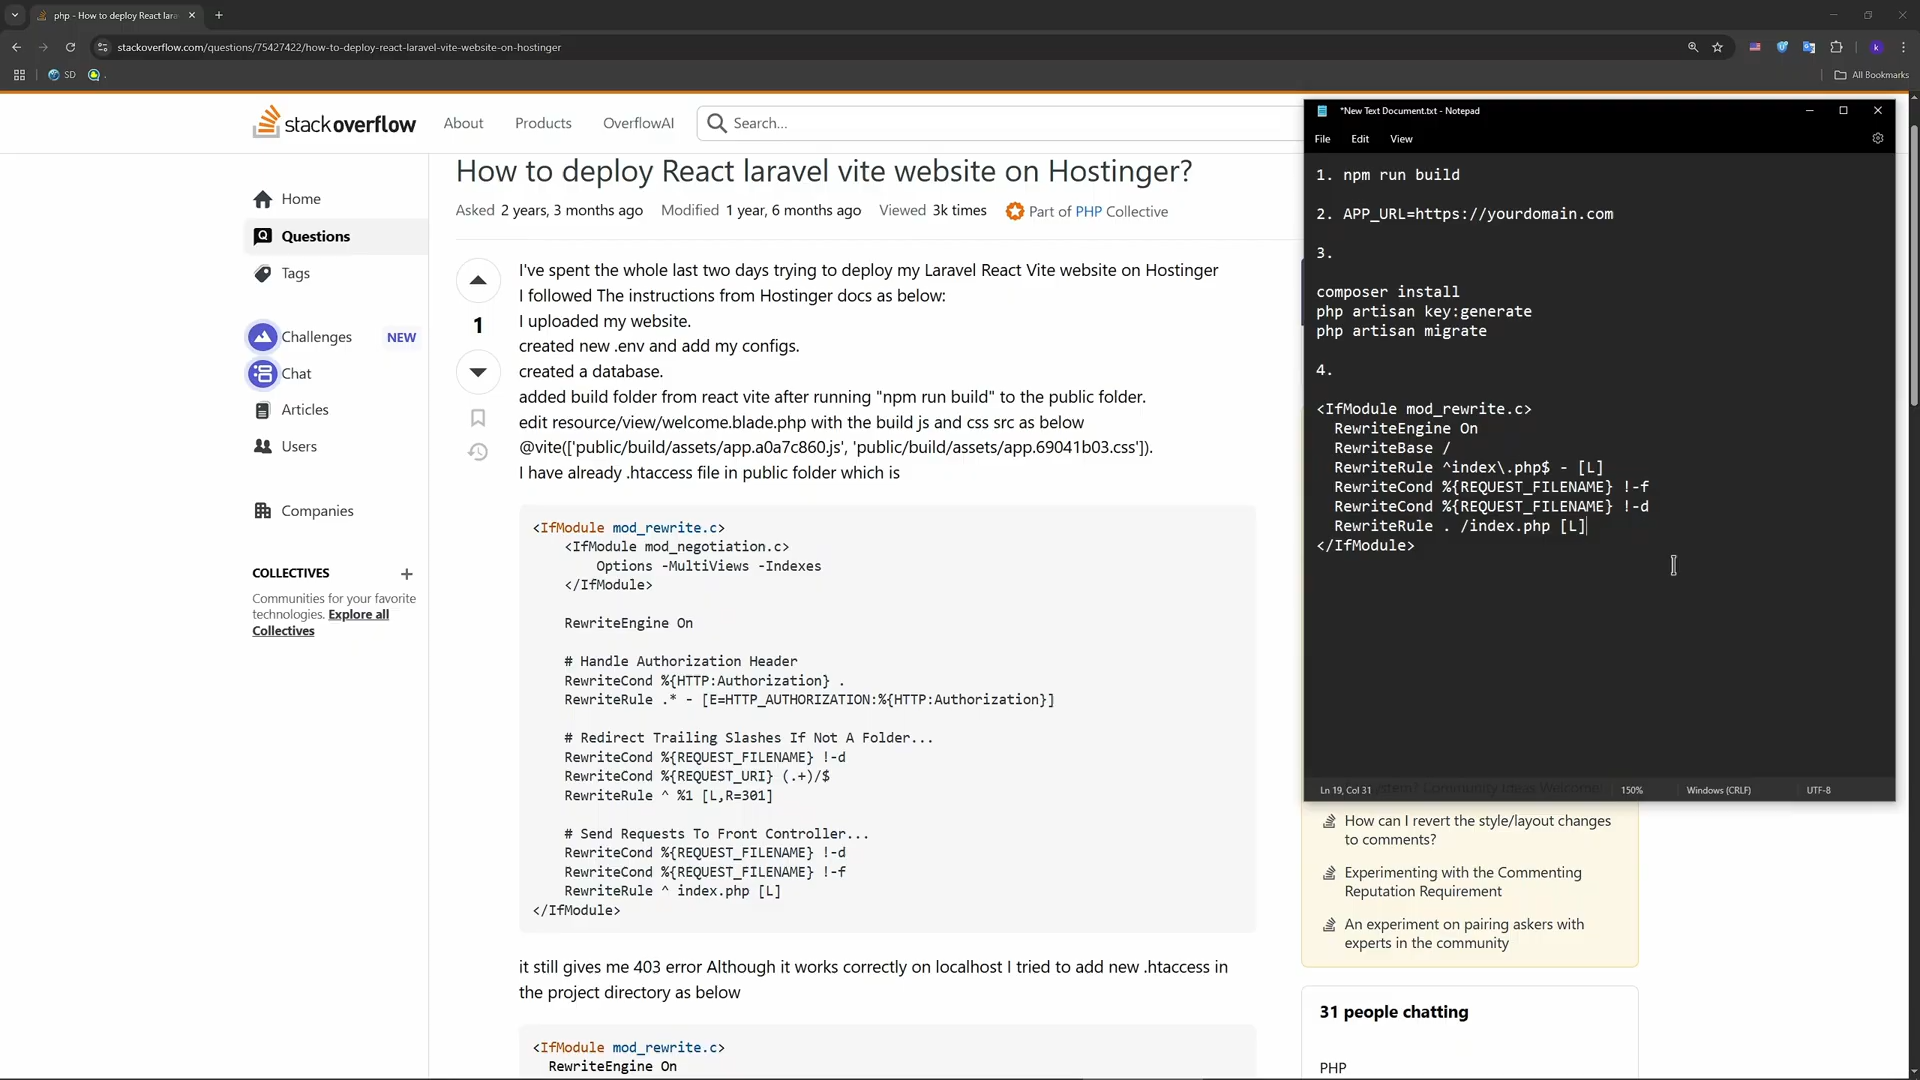 php - How to deploy React lara
stackoverflow.com/questions/75427422/how-to-deploy-react-laravel-vite-website-on-hostinger
k
SD
.
All Bookmarks
stackoverflow
About
Products
OverflowAI
Search...
Home
Questions
Tags
Challenges
NEW
Chat
Articles
Users
Companies
COLLECTIVES
Communities for your favorite
technologies. Explore all
Collectives
How to deploy React laravel vite website on Hostinger?
Asked 2 years, 3 months ago Modified 1 year, 6 months ago Viewed 3k times Part of PHP Collective
1
I've spent the whole last two days trying to deploy my Laravel React Vite website on Hostinger
I followed The instructions from Hostinger docs as below:
I uploaded my website.
created new .env and add my configs.
created a database.
added build folder from react vite after running "npm run build" to the public folder.
edit resource/view/welcome.blade.php with the build js and css src as below
@vite(['public/build/assets/app.a0a7c860.js', 'public/build/assets/app.69041b03.css']).
I have already .htaccess file in public folder which is
<IfModule mod_rewrite.c>
<IfModule mod_negotiation.c>
Options -MultiViews -Indexes
</IfModule>
RewriteEngine On
# Handle Authorization Header
RewriteCond %{HTTP:Authorization} .
RewriteRule .* - [E=HTTP_AUTHORIZATION:%{HTTP:Authorization}]
# Redirect Trailing Slashes If Not A Folder...
RewriteCond %{REQUEST_FILENAME} !-d
RewriteCond %{REQUEST_URI} (.+)/$
RewriteRule ^ %1 [L,R=301]
# Send Requests To Front Controller...
RewriteCond %{REQUEST_FILENAME} !-d
RewriteCond %{REQUEST_FILENAME} !-f
RewriteRule ^ index.php [L]
</IfModule>
it still gives me 403 error Although it works correctly on localhost I tried to add new .htaccess in
the project directory as below
<IfModule mod_rewrite.c>
RewriteEngine On
*New Text Document.txt - Notepad
File
Edit
View
1. npm run build
2. APP_URL=https://yourdomain.com
3.
composer install
php artisan key:generate
php artisan migrate
4.
<IfModule mod_rewrite.c>
RewriteEngine On
RewriteBase /
RewriteRule ^index\.php$ - [L]
RewriteCond %{REQUEST_FILENAME} !-f
RewriteCond %{REQUEST_FILENAME} !-d
RewriteRule . /index.php [L]
</IfModule>
Ln 19, Col 31
150%
Windows (CRLF)
UTF-8
How can I revert the style/layout changes
to comments?
Experimenting with the Commenting
Reputation Requirement
An experiment on pairing askers with
experts in the community
31 people chatting
PHP